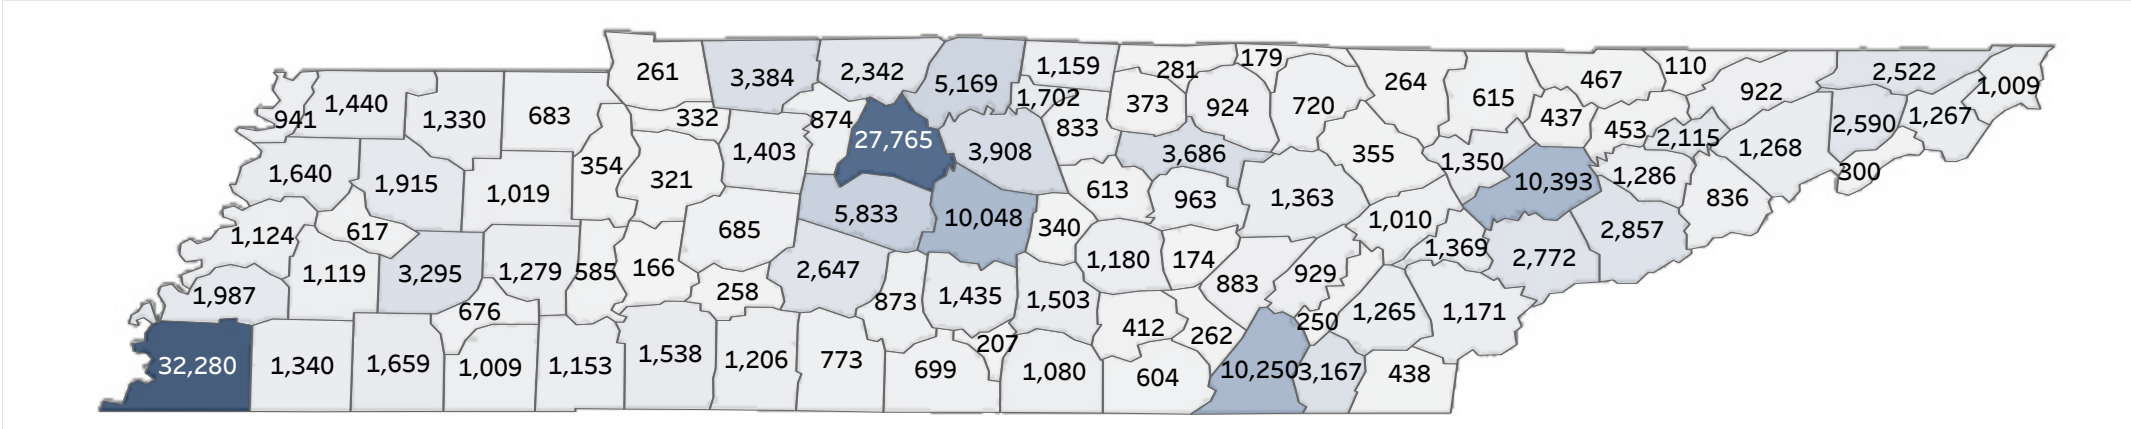 261 3,384 2,342 5,169 1,159 281 179 264 467 110 2,522 1,009
941 1,440 1,330 683 332 874 1,702 373 924 720 615 437 922 1,267
27,765 833 453 2,115 2,590
1,640 1,915 1,019 354 321 1,403 3,908 3,686 355 1,350 10,393 1,286 1,268 300
613 963 1,363 836
1,124 617 685 5,833 10,048 340 1,010 1,369 2,857
1,987 1,119 3,295 1,279 585 166 2,647 1,180 174 883 929 2,772
676 258 873 1,435 1,503 1,265 1,171
412 262 250
207
32,280 1,340 1,659 1,009 1,153 1,538 1,206 773 699 1,080 604 10,250 3,167 438